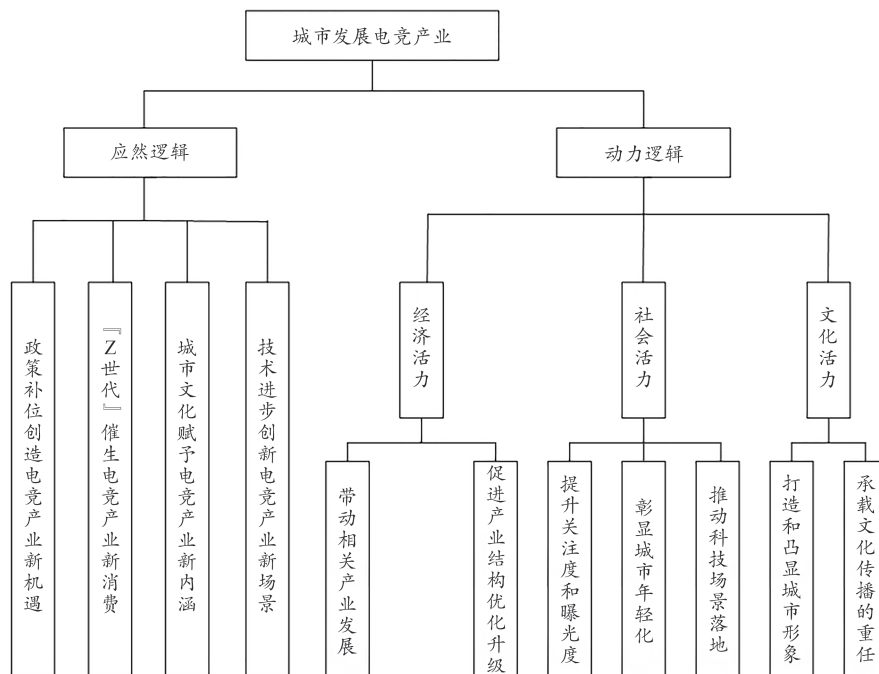 城市发展电竞产业
应然逻辑
动力逻辑
政策补位创造电竞产业新机遇
『Z世代』催生电竞产业新消费
城市文化赋予电竞产业新内涵
技术进步创新电竞产业新场景
经济活力
社会活力
文化活力
带动相关产业发展
促进产业结构优化升级
提升关注度和曝光度
彰显城市年轻化
推动科技场景落地
打造和凸显城市形象
承载文化传播的重任